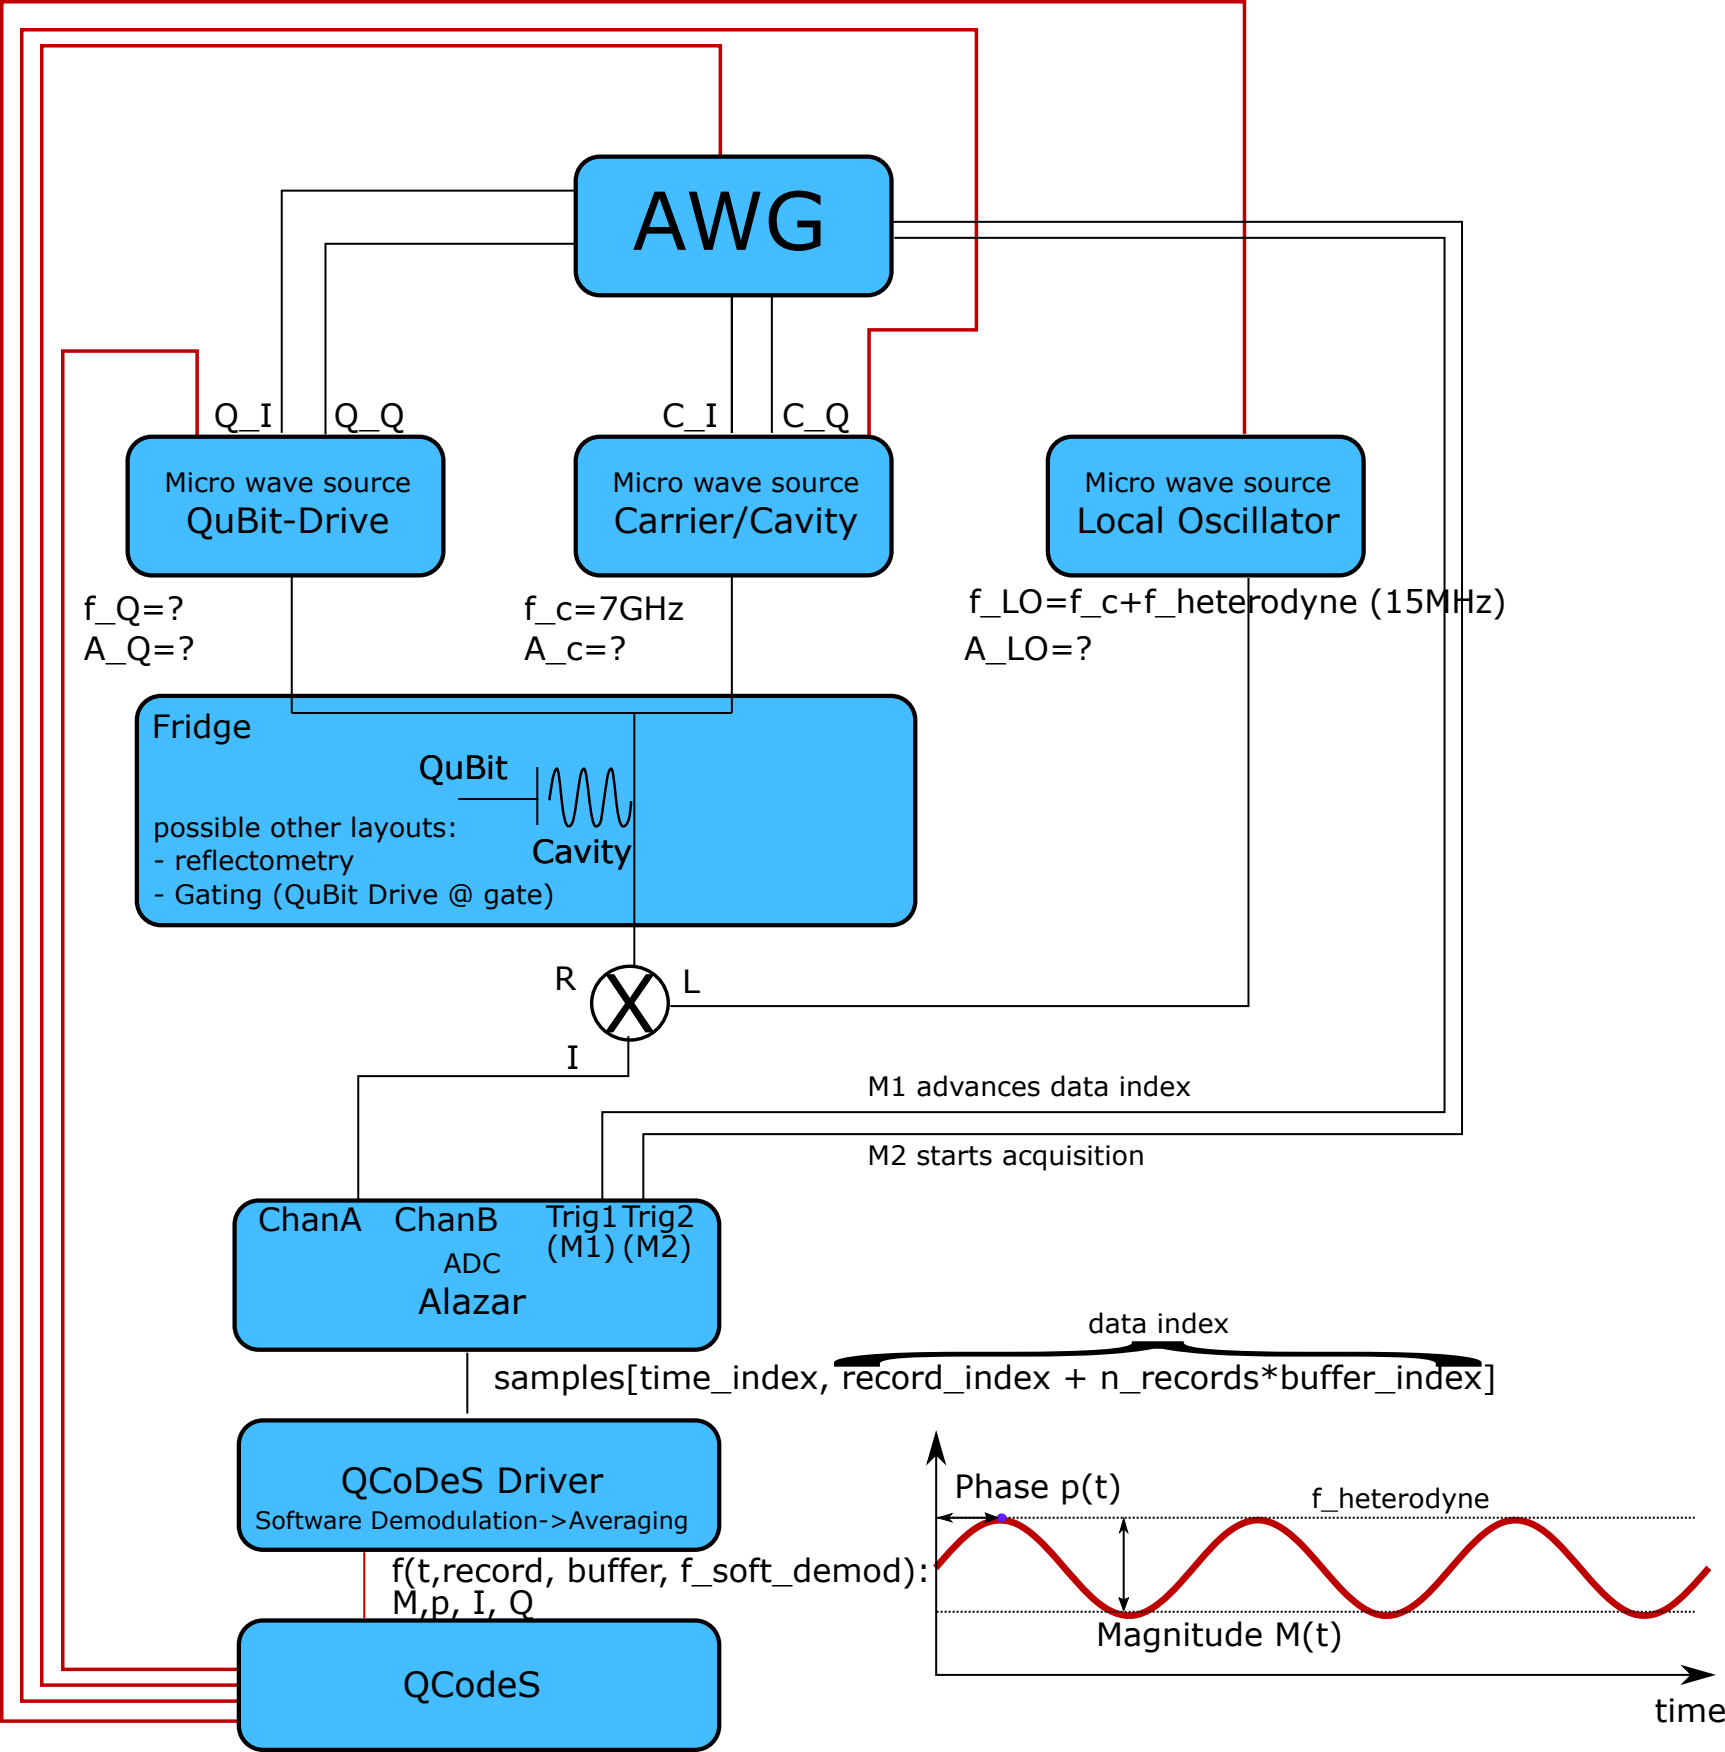 AWG
Q_I
Q_Q
C_I
C_Q
Micro wave source
QuBit-Drive
Micro wave source
Carrier/Cavity
Micro wave source
Local Oscillator
f_Q=?
A_Q=?
f_c=7GHz
A_c=?
f_LO=f_c+f_heterodyne (15MHz)
A_LO=?
Fridge
QuBit
Cavity
possible other layouts:
- reflectometry
- Gating (QuBit Drive @ gate)
R
X
L
I
M1 advances data index
M2 starts acquisition
ChanA
ChanB
Trig1
(M1)
Trig2
(M2)
ADC
Alazar
data index
samples[time_index, record_index + n_records*buffer_index]
QCoDeS Driver
Software Demodulation->Averaging
f(t,record, buffer, f_soft_demod):
M,p, I, Q
QCodeS
Phase p(t)
f_heterodyne
Magnitude M(t)
time